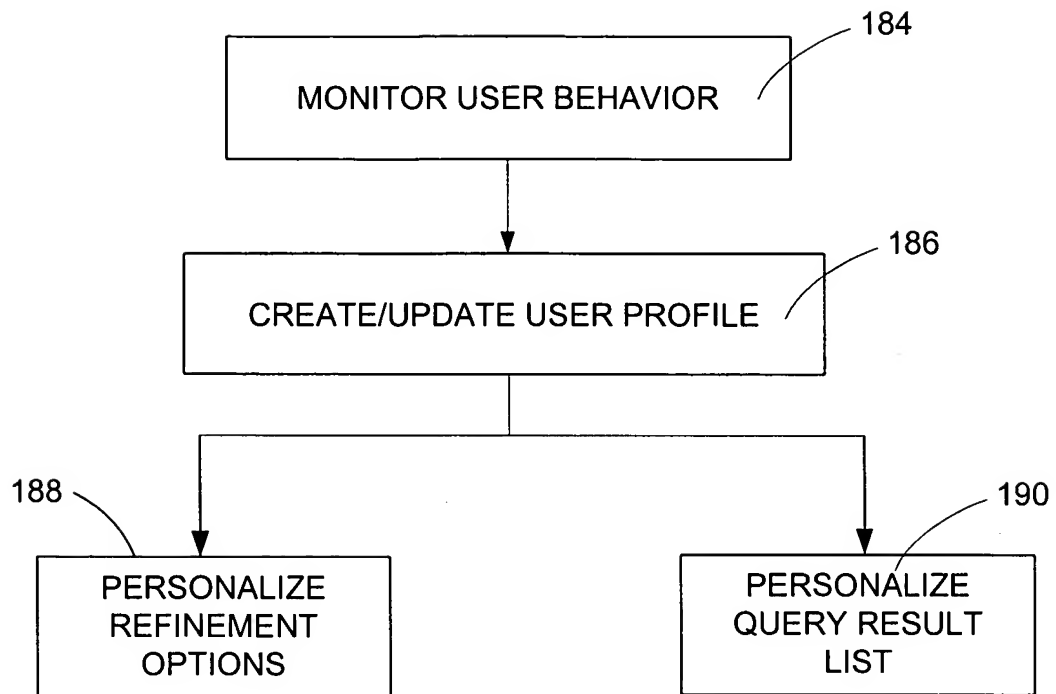 184
MONITOR USER BEHAVIOR
186
CREATE/UPDATE USER PROFILE
188
PERSONALIZE
REFINEMENT
OPTIONS
190
PERSONALIZE
QUERY RESULT
LIST